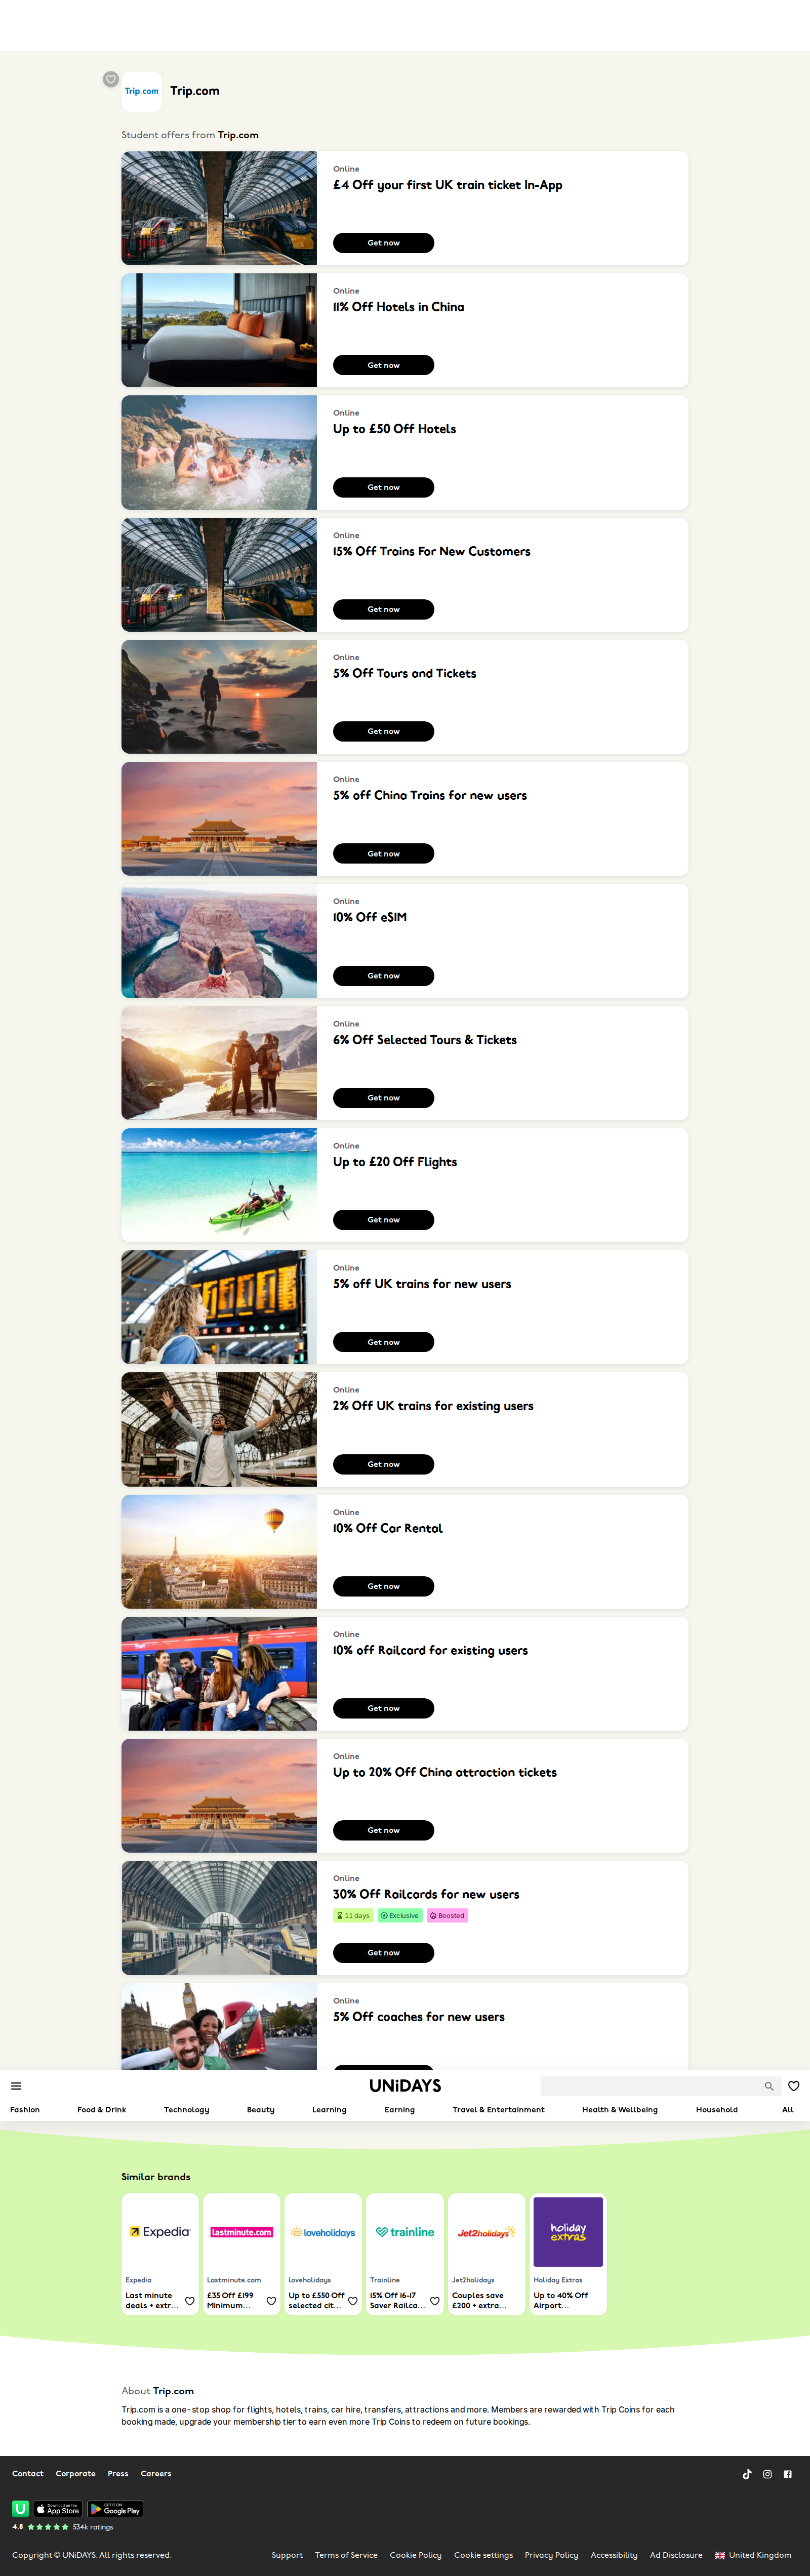 Trip.com
Trip.com
Student offers from Trip.com
Online
£4 Off your first UK train ticket In-App
Get now
Online
11% Off Hotels in China
Get now
Online
Up to £50 Off Hotels
Get now
Online
15% Off Trains For New Customers
Get now
Online
5% Off Tours and Tickets
Get now
Online
5% off China Trains for new users
Get now
Online
10% Off eSIM
Get now
Online
6% Off Selected Tours & Tickets
Get now
Online
Up to £20 Off Flights
Get now
Online
5% off UK trains for new users
Get now
Online
2% Off UK trains for existing users
Get now
Online
10% Off Car Rental
Get now
Online
10% off Railcard for existing users
Get now
Online
Up to 20% Off China attraction tickets
Get now
Online
30% Off Railcards for new users
11 days Exclusive Boosted
Get now
Online
5% Off coaches for new users
UNiDAYS
Fashion Food & Drink Technology Beauty Learning Earning Travel & Entertainment Health & Wellbeing Household All
Similar brands
Expedia lastminute.com loveholidays trainline Jet2holidays holiday extras
Expedia Lastminute.com loveholidays Trainline Jet2holidays Holiday Extras
Last minute £35 Off £199 Up to £550 Off 15% Off 16-17 Couples save Up to 40% Off
deals + extr... Minimum... selected cit... Saver Railca... £200 + extra... Airport...
About Trip.com
Trip.com is a one-stop shop for flights, hotels, trains, car hire, transfers, attractions and more. Members are rewarded with Trip Coins for each
booking made, upgrade your membership tier to earn even more Trip Coins to redeem on future bookings.
Contact Corporate Press Careers
U Download on the App Store GET IT ON Google Play
4.8 534k ratings
Copyright © UNiDAYS. All rights reserved. Support Terms of Service Cookie Policy Cookie settings Privacy Policy Accessibility Ad Disclosure United Kingdom